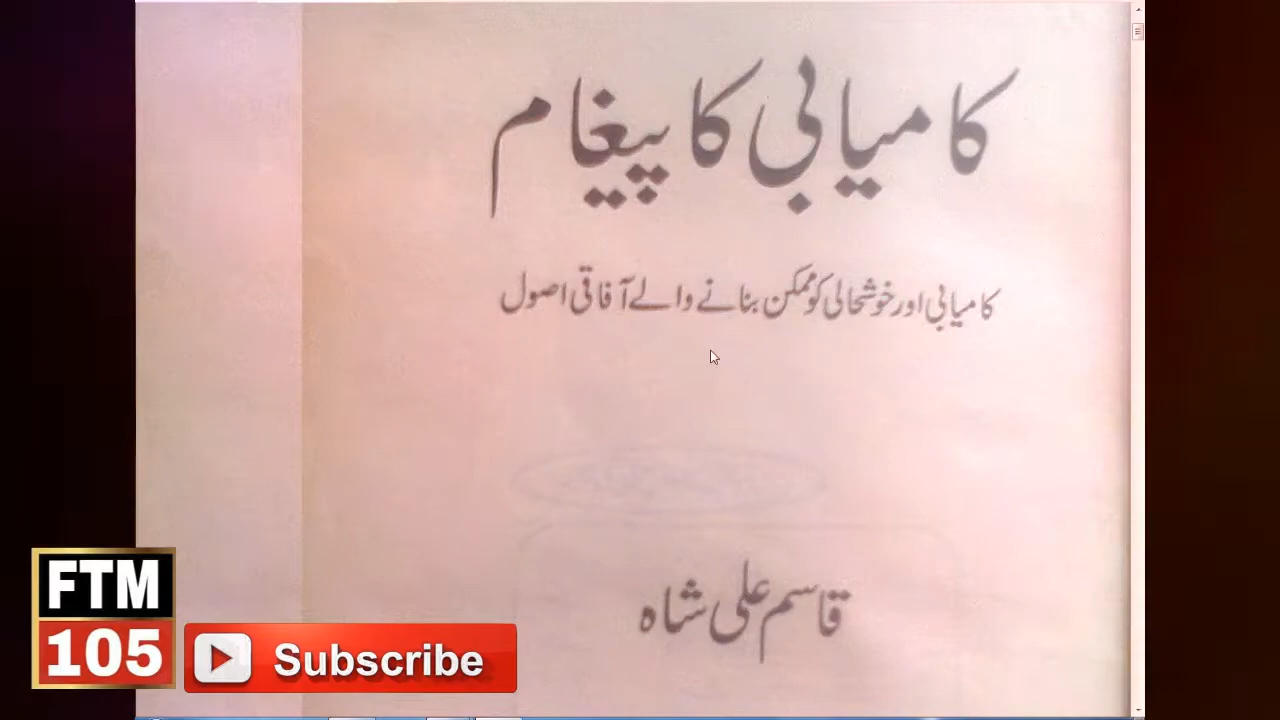 کامیابی کا پیغام
کامیابی اور خوشحالی کو ممکن بنانے والے آفاقی اصول
قاسم علی شاہ
FTM
105
Subscribe